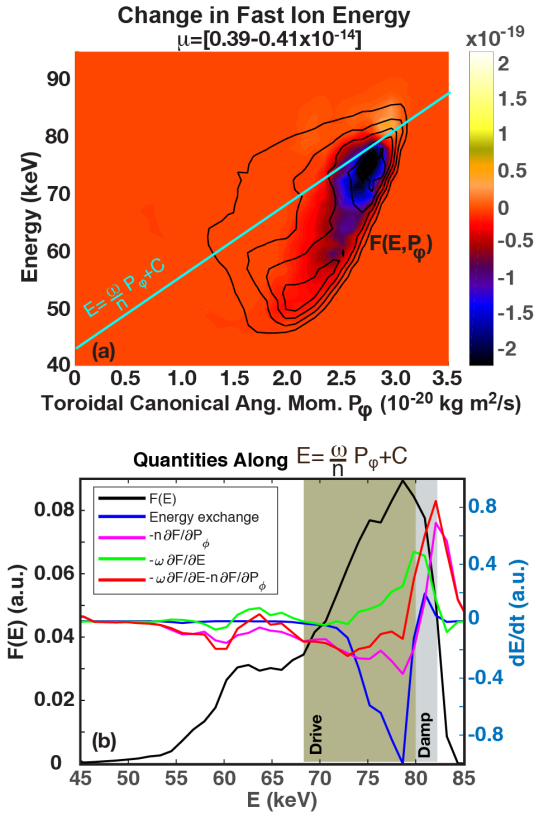 Change in Fast Ion Energy
μ=[0.39-0.41x10-14]
x10-19
90
80
70
60
50
40
Energy (keV)
E=ω/n Pφ+C
F(E,Pφ)
(a)
2
1.5
1
0.5
0
-0.5
-1
-1.5
-2
0 0.5 1.0 1.5 2.0 2.5 3.0 3.5
Toroidal Canonical Ang. Mom. Pφ (10-20 kg m2/s)
Quantities Along E=ω/n Pφ+C
F(E)
Energy exchange
-n ∂F/∂Pϕ
-ω ∂F/∂E
-ω ∂F/∂E-n ∂F/∂Pϕ
0.08
0.06
0.04
0.02
0
F(E) (a.u.)
0.8
0.4
0
-0.4
-0.8
dE/dt (a.u.)
(b)
Drive
Damp
45 50 55 60 65 70 75 80 85
E (keV)